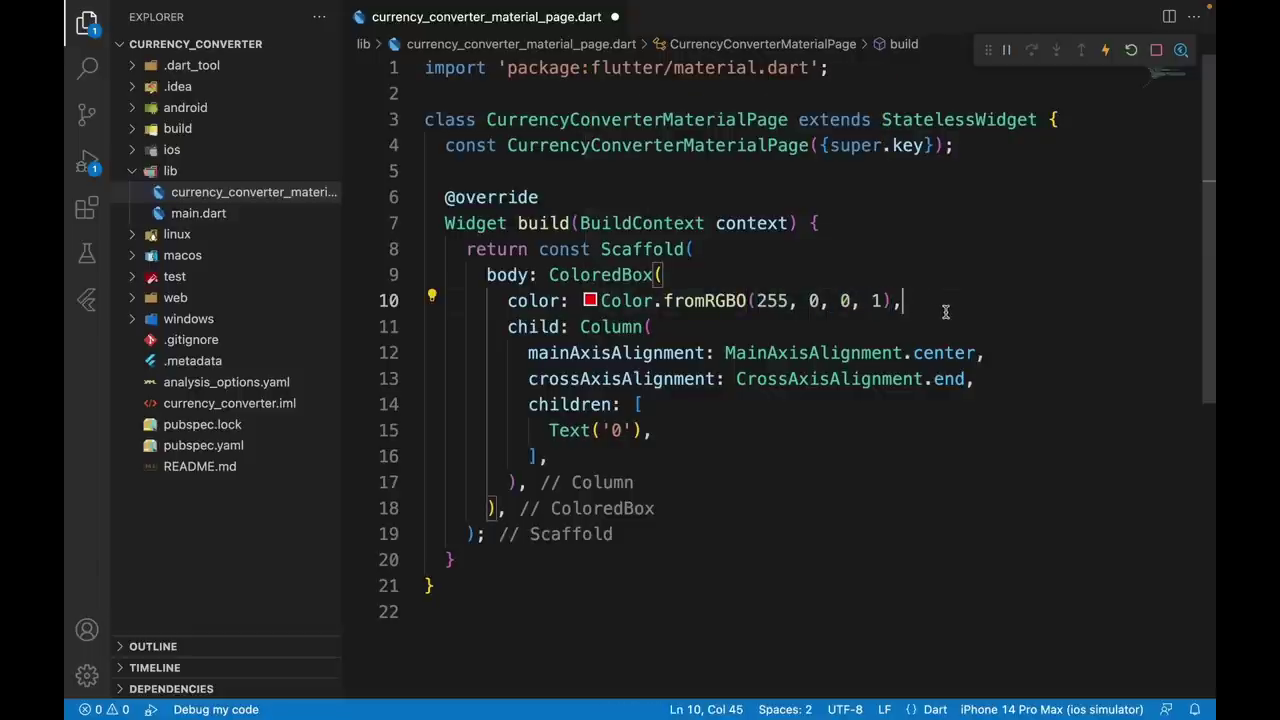 EXPLORER
CURRENCY_CONVERTER
.dart_tool
.idea
android
build
ios
lib
currency_converter_materi...
main.dart
linux
macos
test
web
windows
.gitignore
.metadata
analysis_options.yaml
currency_converter.iml
pubspec.lock
pubspec.yaml
README.md
OUTLINE
TIMELINE
DEPENDENCIES
1
1
currency_converter_material_page.dart
lib > currency_converter_material_page.dart > CurrencyConverterMaterialPage > build
1 import 'package:flutter/material.dart';
2
3 class CurrencyConverterMaterialPage extends StatelessWidget {
4 const CurrencyConverterMaterialPage({super.key});
5
6 @override
7 Widget build(BuildContext context) {
8 return const Scaffold(
9 body: ColoredBox(
10 color: Color.fromRGBO(255, 0, 0, 1),
11 child: Column(
12 mainAxisAlignment: MainAxisAlignment.center,
13 crossAxisAlignment: CrossAxisAlignment.end,
14 children: [
15 Text('0'),
16 ],
17 ), // Column
18 ), // ColoredBox
19 ); // Scaffold
20 }
21 }
22
0 0 Debug my code Ln 10, Col 45 Spaces: 2 UTF-8 LF {} Dart iPhone 14 Pro Max (ios simulator)